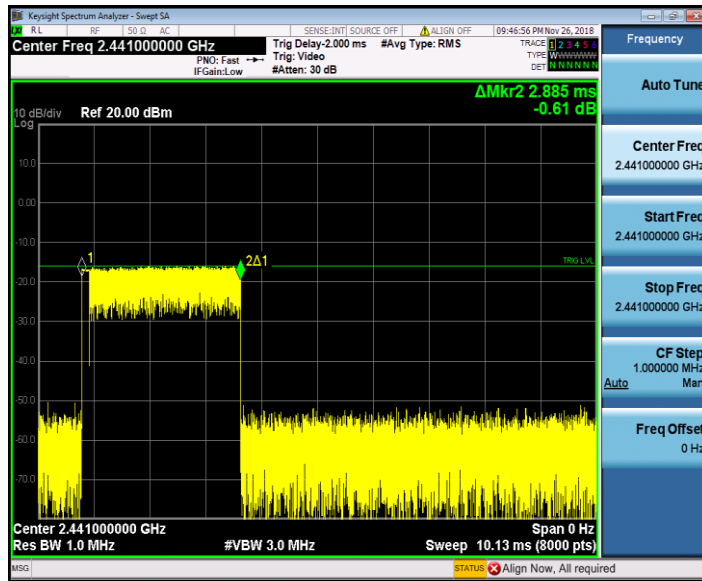 Keysight Spectrum Analyzer - Swept SA
RL RF 50 Ω AC SENSE:INT SOURCE OFF ALIGN OFF 09:46:56 PM Nov 26, 2018
Center Freq 2.441000000 GHz
Trig Delay-2.000 ms #Avg Type: RMS
TRACE 1 2 3 4 5 6
PNO: Fast Trig: Video
TYPE
IFGain:Low #Atten: 30 dB
DET N N N N N N
ΔMkr2 2.885 ms
-0.61 dB
10 dB/div Ref 20.00 dBm
Log
10.0
0.00
-10.0
1
2Δ1
TRIG LVL
-20.0
-30.0
-40.0
-50.0
-60.0
-70.0
Center 2.441000000 GHz Span 0 Hz
Res BW 1.0 MHz #VBW 3.0 MHz Sweep 10.13 ms (8000 pts)
MSG STATUS Align Now, All required
Frequency
Auto Tune
Center Freq
2.441000000 GHz
Start Freq
2.441000000 GHz
Stop Freq
2.441000000 GHz
CF Step
1.000000 MHz
Auto Man
Freq Offset
0 Hz